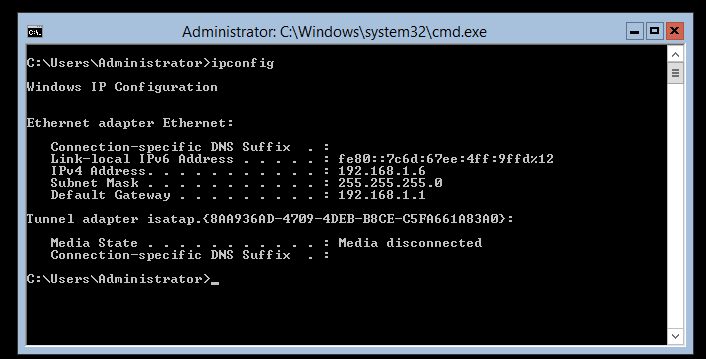 Administrator: C:\Windows\system32\cmd.exe
C:\Users\Administrator>ipconfig
Windows IP Configuration
Ethernet adapter Ethernet:
Connection-specific DNS Suffix  . :
Link-local IPv6 Address . . . . . : fe80::7c6d:67ee:4ff:9ffd%12
IPv4 Address. . . . . . . . . . . : 192.168.1.6
Subnet Mask . . . . . . . . . . . : 255.255.255.0
Default Gateway . . . . . . . . . : 192.168.1.1
Tunnel adapter isatap.{8AA936AD-4709-4DEB-B8CE-C5FA661A83A0}:
Media State . . . . . . . . . . . : Media disconnected
Connection-specific DNS Suffix  . :
C:\Users\Administrator>_